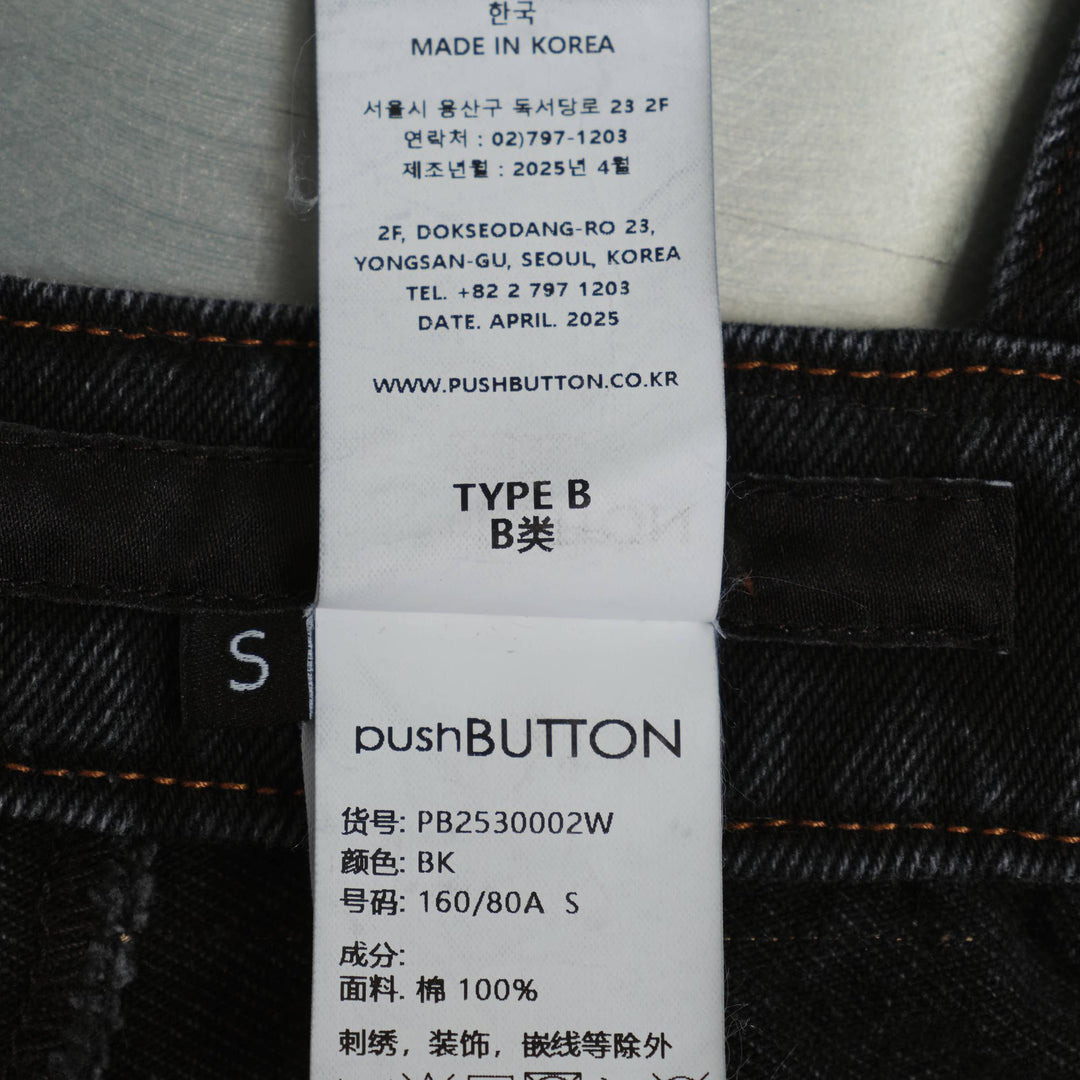 한국
MADE IN KOREA
서울시 용산구 독서당로 23 2F
연락처 : 02)797-1203
제조년월 : 2025년 4월
2F, DOKSEODANG-RO 23,
YONGSAN-GU, SEOUL, KOREA
TEL. +82 2 797 1203
DATE. APRIL. 2025
WWW.PUSHBUTTON.CO.KR
TYPE B
B类
S
pushBUTTON
货号: PB2530002W
颜色: BK
号码: 160/80A S
成分:
面料. 棉 100%
刺绣，装饰，嵌线等除外